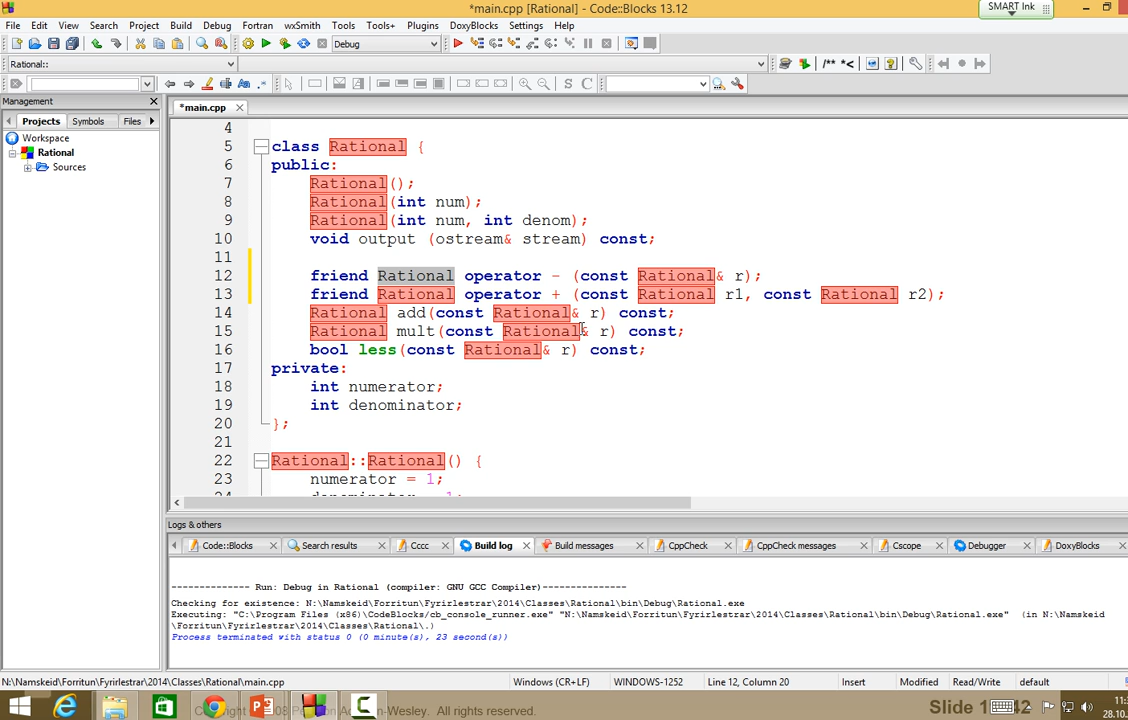 *main.cpp [Rational] - Code::Blocks 13.12
SMART Ink
File Edit View Search Project Build Debug Fortran wxSmith Tools Tools+ Plugins DoxyBlocks Settings Help
Debug
Rational::
/** *<
Management
*main.cpp
Projects Symbols Files
Workspace
Rational
Sources
4
5 class Rational {
6 public:
7 Rational();
8 Rational(int num);
9 Rational(int num, int denom);
10 void output (ostream& stream) const;
11
12 friend Rational operator - (const Rational& r);
13 friend Rational operator + (const Rational r1, const Rational r2);
14 Rational add(const Rational& r) const;
15 Rational mult(const Rational& r) const;
16 bool less(const Rational& r) const;
17 private:
18 int numerator;
19 int denominator;
20 };
21
22 Rational::Rational() {
23 numerator = 1;
Logs & others
Code::Blocks Search results Cccc Build log Build messages CppCheck CppCheck messages Cscope Debugger DoxyBlocks
-------------- Run: Debug in Rational (compiler: GNU GCC Compiler)---------------
Checking for existence: N:\Namskeid\Forritun\Fyrirlestrar\2014\Classes\Rational\bin\Debug\Rational.exe
Executing: "C:\Program Files (x86)\CodeBlocks/cb_console_runner.exe" "N:\Namskeid\Forritun\Fyrirlestrar\2014\Classes\Rational\bin\Debug\Rational.exe" (in N:\Namskeid
\Forritun\Fyrirlestrar\2014\Classes\Rational\.)
Process terminated with status 0 (0 minute(s), 23 second(s))
N:\Namskeid\Forritun\Fyrirlestrar\2014\Classes\Rational\main.cpp Windows (CR+LF) WINDOWS-1252 Line 12, Column 20 Insert Modified Read/Write default
Slide 42
28.10.